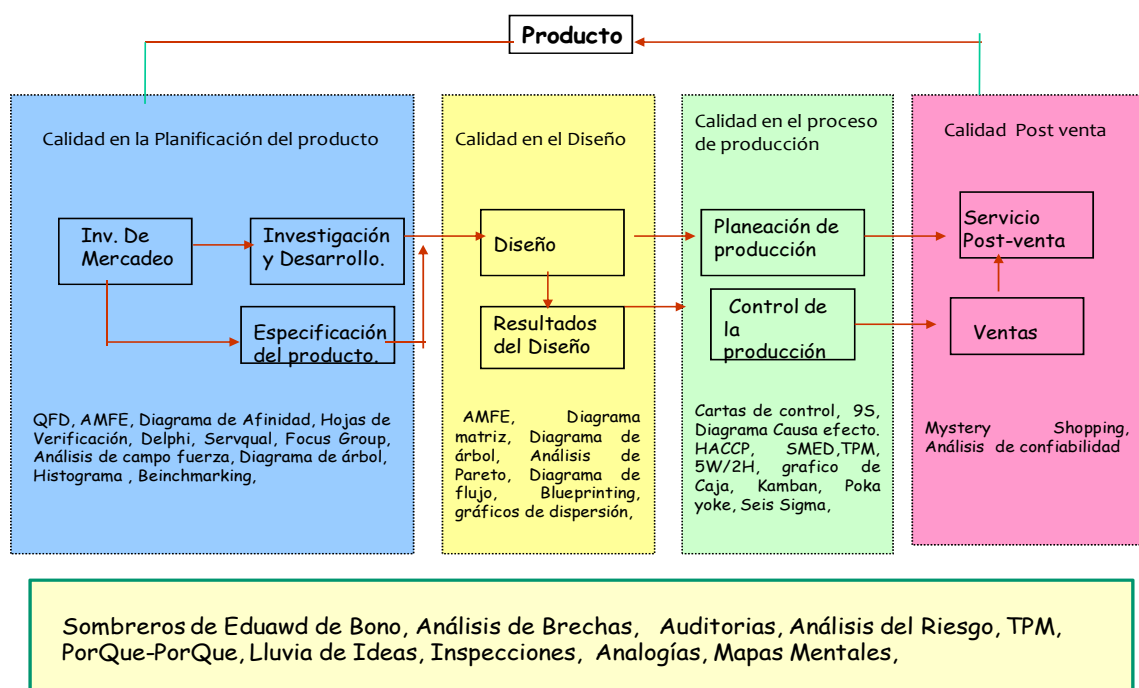 Producto
Calidad en la Planificación del producto
Inv. De
Mercadeo
Investigación
y Desarrollo.
Especificación
del producto.
QFD, AMFE, Diagrama de Afinidad, Hojas de
Verificación, Delphi, Servqual, Focus Group,
Análisis de campo fuerza, Diagrama de árbol,
Histograma , Beinchmarking,
Calidad en el Diseño
Diseño
Resultados
del Diseño
AMFE, Diagrama
matriz, Diagrama de
árbol, Análisis de
Pareto, Diagrama de
flujo, Blueprinting,
gráficos de dispersión,
Calidad en el proceso
de producción
Planeación de
producción
Control de
la
producción
Cartas de control, 9S,
Diagrama Causa efecto.
HACCP, SMED,TPM,
5W/2H, grafico de
Caja, Kamban, Poka
yoke, Seis Sigma,
Calidad Post venta
Servicio
Post-venta
Ventas
Mystery Shopping,
Análisis de confiabilidad
Sombreros de Eduawd de Bono, Análisis de Brechas, Auditorias, Análisis del Riesgo, TPM,
PorQue-PorQue, Lluvia de Ideas, Inspecciones, Analogías, Mapas Mentales,